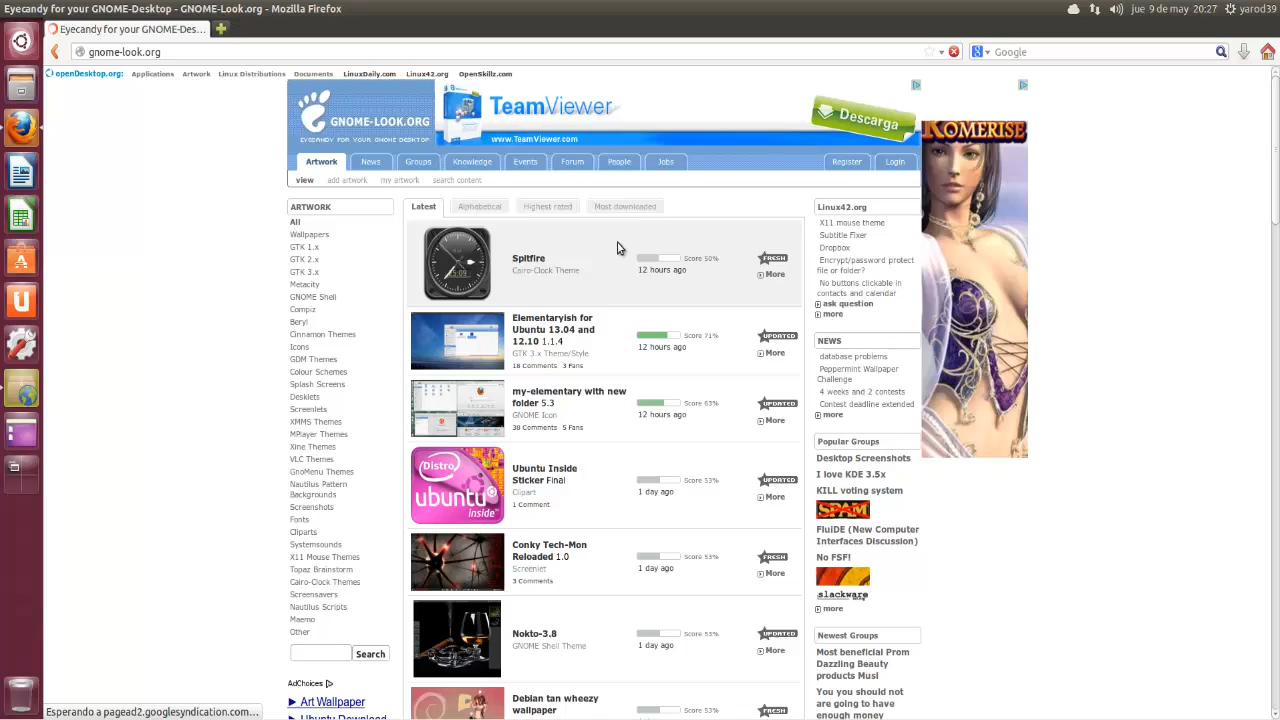 Eyecandy for your GNOME-Desktop - GNOME-Look.org - Mozilla Firefox
jue 9 de may 20:27 yarod39
Eyecandy for your GNOME-Des...
gnome-look.org
Google
openDesktop.org: Applications Artwork Linux Distributions Documents LinuxDaily.com Linux42.org OpenSkillz.com
GNOME-LOOK.ORG
EYECANDY FOR YOUR GNOME DESKTOP
TeamViewer
www.TeamViewer.com
Descarga
Artwork News Groups Knowledge Events Forum People Jobs Register Login
view add artwork my artwork search content
ARTWORK
All
Wallpapers
GTK 1.x
GTK 2.x
GTK 3.x
Metacity
GNOME Shell
Compiz
Beryl
Cinnamon Themes
Icons
GDM Themes
Colour Schemes
Splash Screens
Desklets
Screenlets
XMMS Themes
MPlayer Themes
Xine Themes
VLC Themes
GnoMenu Themes
Nautilus Pattern
Backgrounds
Screenshots
Fonts
Cliparts
Systemsounds
X11 Mouse Themes
Topaz Brainstorm
Cairo-Clock Themes
Screensavers
Nautilus Scripts
Maemo
Other
Search
AdChoices
Art Wallpaper
Ubuntu Download
Latest Alphabetical Highest rated Most downloaded
Spitfire
Cairo-Clock Theme
Score 50%
12 hours ago
FRESH
More
Elementaryish for
Ubuntu 13.04 and
12.10 1.1.4
GTK 3.x Theme/Style
18 Comments 3 Fans
Score 71%
12 hours ago
UPDATED
More
my-elementary with new
folder 5.3
GNOME Icon
38 Comments 5 Fans
Score 63%
12 hours ago
UPDATED
More
Distro
ubuntu
inside
Ubuntu Inside
Sticker Final
Clipart
1 Comment
Score 53%
1 day ago
UPDATED
More
Conky Tech-Mon
Reloaded 1.0
Screenlet
3 Comments
Score 53%
1 day ago
FRESH
More
Nokto-3.8
GNOME Shell Theme
Score 53%
1 day ago
UPDATED
More
Debian tan wheezy
wallpaper
Score 53%
FRESH
Linux42.org
X11 mouse theme
Subtitle Fixer
Dropbox
Encrypt/password protect
file or folder?
No buttons clickable in
contacts and calendar
ask question
more
NEWS
database problems
Peppermint Wallpaper
Challenge
4 weeks and 2 contests
Contest deadline extended
more
Popular Groups
Desktop Screenshots
I love KDE 3.5x
KILL voting system
SPAM
FluiDE (New Computer
Interfaces Discussion)
No FSF!
slackware
more
Newest Groups
Most beneficial Prom
Dazzling Beauty
products Musi
You you should not
are going to have
enough money
KOMERISE
Esperando a pagead2.googlesyndication.com...